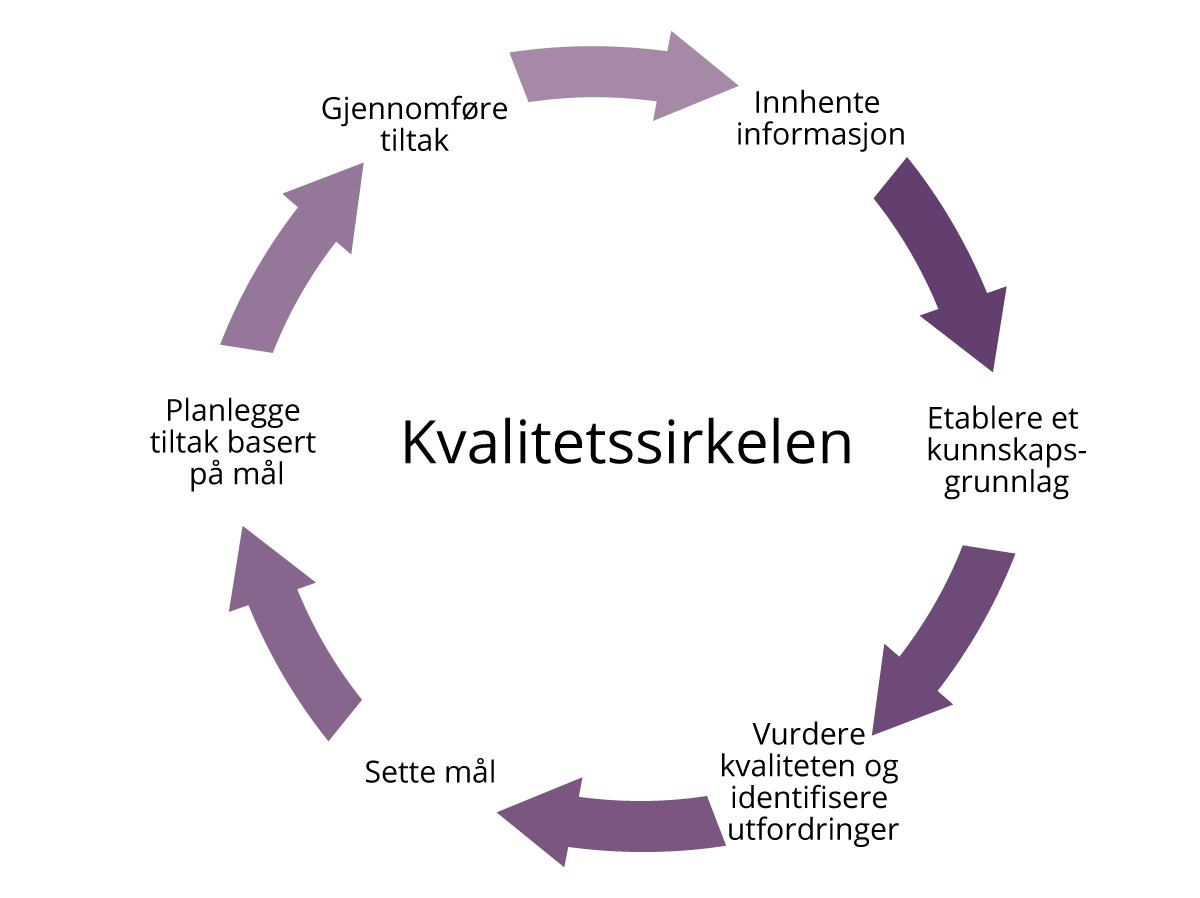 Kvalitetssirkelen
Innhente
informasjon
Etablere et
kunnskaps-
grunnlag
Vurdere
kvaliteten og
identifisere
utfordringer
Sette mål
Planlegge
tiltak basert
på mål
Gjennomføre
tiltak